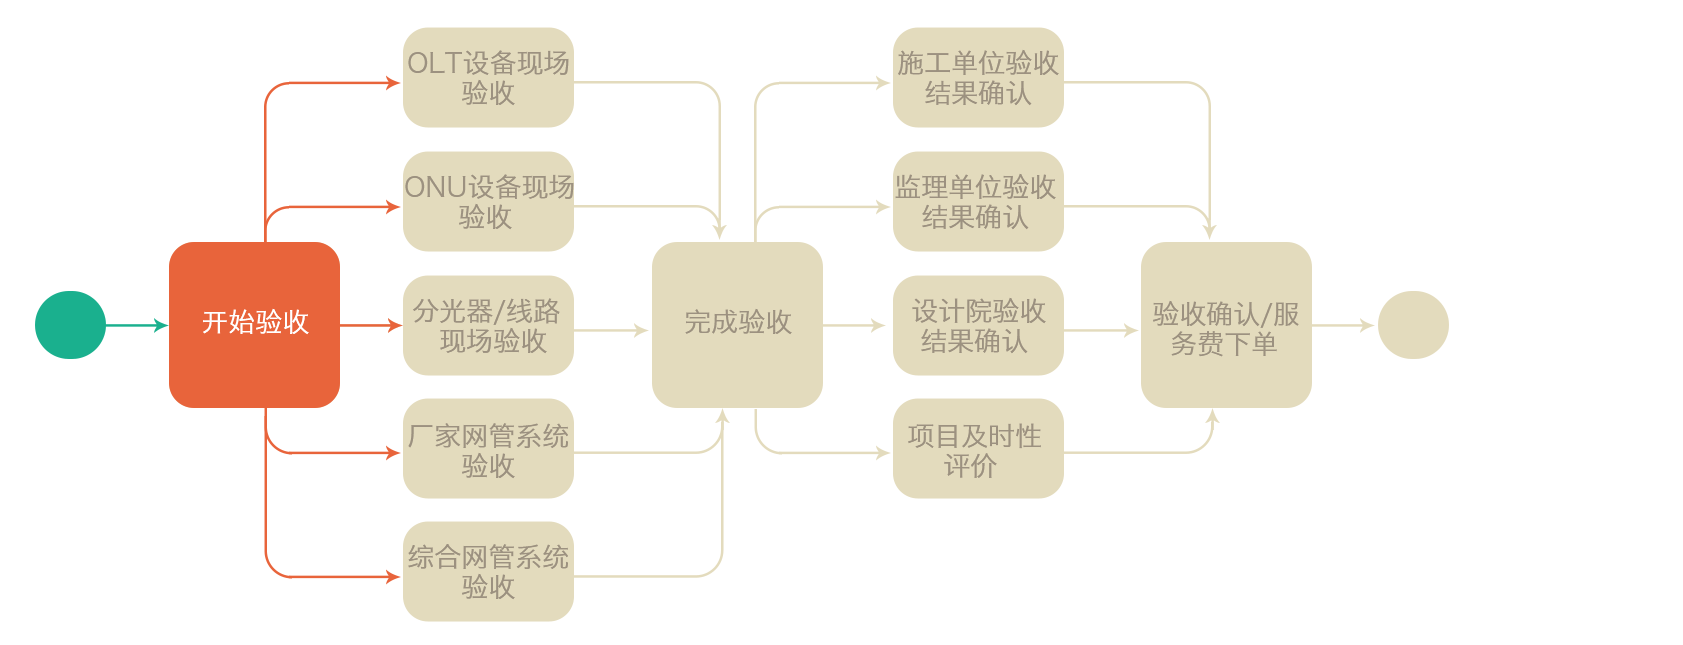 开始验收
OLT设备现场
验收
ONU设备现场
验收
分光器/线路
现场验收
厂家网管系统
验收
综合网管系统
验收
完成验收
施工单位验收
结果确认
监理单位验收
结果确认
设计院验收
结果确认
项目及时性
评价
验收确认/服
务费下单